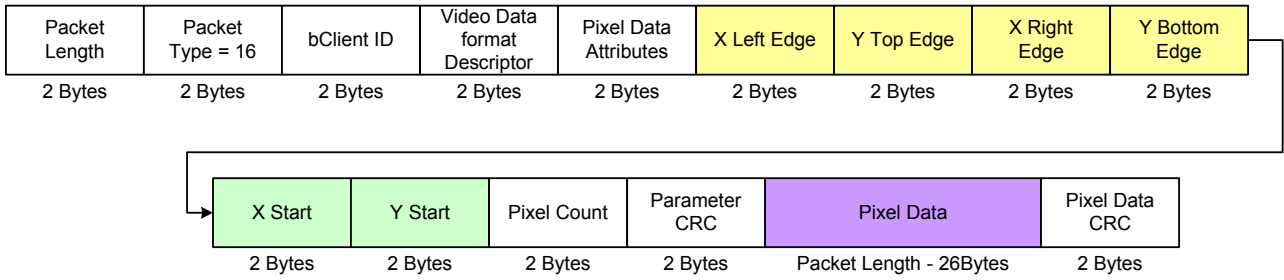 Packet
Length
Packet
Type = 16
bClient ID
Video Data
format
Descriptor
Pixel Data
Attributes
X Left Edge
Y Top Edge
X Right
Edge
Y Bottom
Edge
2 Bytes
2 Bytes
2 Bytes
2 Bytes
2 Bytes
2 Bytes
2 Bytes
2 Bytes
2 Bytes
X Start
Y Start
Pixel Count
Parameter
CRC
Pixel Data
Pixel Data
CRC
2 Bytes
2 Bytes
2 Bytes
2 Bytes
Packet Length - 26Bytes
2 Bytes